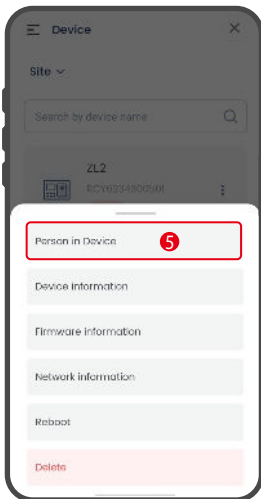 Device
Site
Search by device name
ZL2
Person in Device
5
Device information
Firmware information
Network information
Reboot
Delete